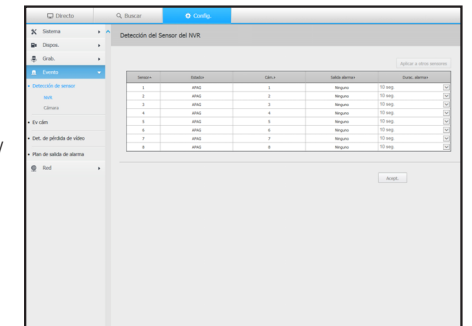 Directo
Buscar
Config.
Sistema
Dispos.
Grab.
Evento
Detección de sensor
NVR
Cámara
Ev cám
Det. de pérdida de vídeo
Plan de salida de alarma
Red
Detección del Sensor del NVR
Aplicar a otros sensores
Sensor Estado Cám. Salida alarma Durac. alarma
1 APAG 1 Ninguno 10 seg
2 APAG 2 Ninguno 10 seg
3 APAG 3 Ninguno 10 seg
4 APAG 4 Ninguno 10 seg
5 APAG 5 Ninguno 10 seg
6 APAG 6 Ninguno 10 seg
7 APAG 7 Ninguno 10 seg
8 APAG 8 Ninguno 10 seg
Acept.
/